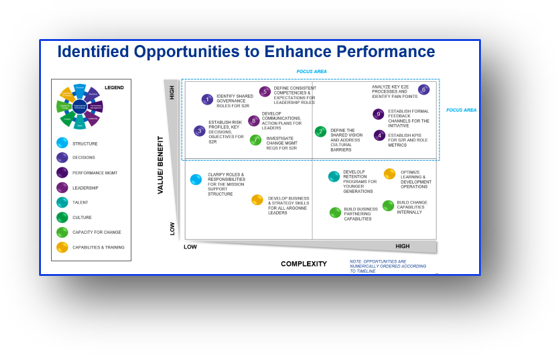 Identified Opportunities to Enhance Performance
FOCUS AREA
LEGEND
STRUCTURE
DECISIONS
PERFORMANCE MGMT
LEADERSHIP
TALENT
CULTURE
CAPACITY FOR CHANGE
CAPABILITIES & TRAINING
VALUE/ BENEFIT
HIGH
LOW
IDENTIFY SHARED
GOVERNANCE
ROLES FOR S2R
DEFINE CONSISTENT
COMPETENCIES &
EXPECTATIONS FOR
LEADERSHIP ROLES
ANALYZE KEY E2E
PROCESSES AND
IDENTIFY PAIN POINTS
FOCUS AREA
ESTABLISH RISK
PROFILES, KEY
DECISIONS,
OBJECTIVES FOR
S2R
DEVELOP
COMMUNICATIONS,
ACTION PLANS FOR
LEADERS
INVESTIGATE
CHANGE MGMT
REQS FOR S2R
DEFINE THE
SHARED VISION
AND ADDRESS
CULTURAL
BARRIERS
ESTABLISH FORMAL
FEEDBACK
CHANNELS FOR THE
INITIATIVE
ESTABLISH KPIS
FOR S2R AND ROLE
METRICS
CLARIFY ROLES &
RESPONSIBILITIES
FOR THE MISSION
SUPPORT
STRUCTURE
DEVELOP BUSINESS
& STRATEGY SKILLS
FOR ALL ARGONNE
LEADERS
DEVELOP
RETENTION
PROGRAMS FOR
YOUNGER
GENERATIONS
OPTIMIZE
LEARNING &
DEVELOPMENT
OPERATIONS
BUILD BUSINESS
PARTNERING
CAPABILITIES
BUILD CHANGE
CAPABILITIES
INTERNALLY
LOW
HIGH
COMPLEXITY
NOTE: OPPORTUNITIES ARE
NUMERICALLY ORDERED ACCORDING
TO TIMELINE